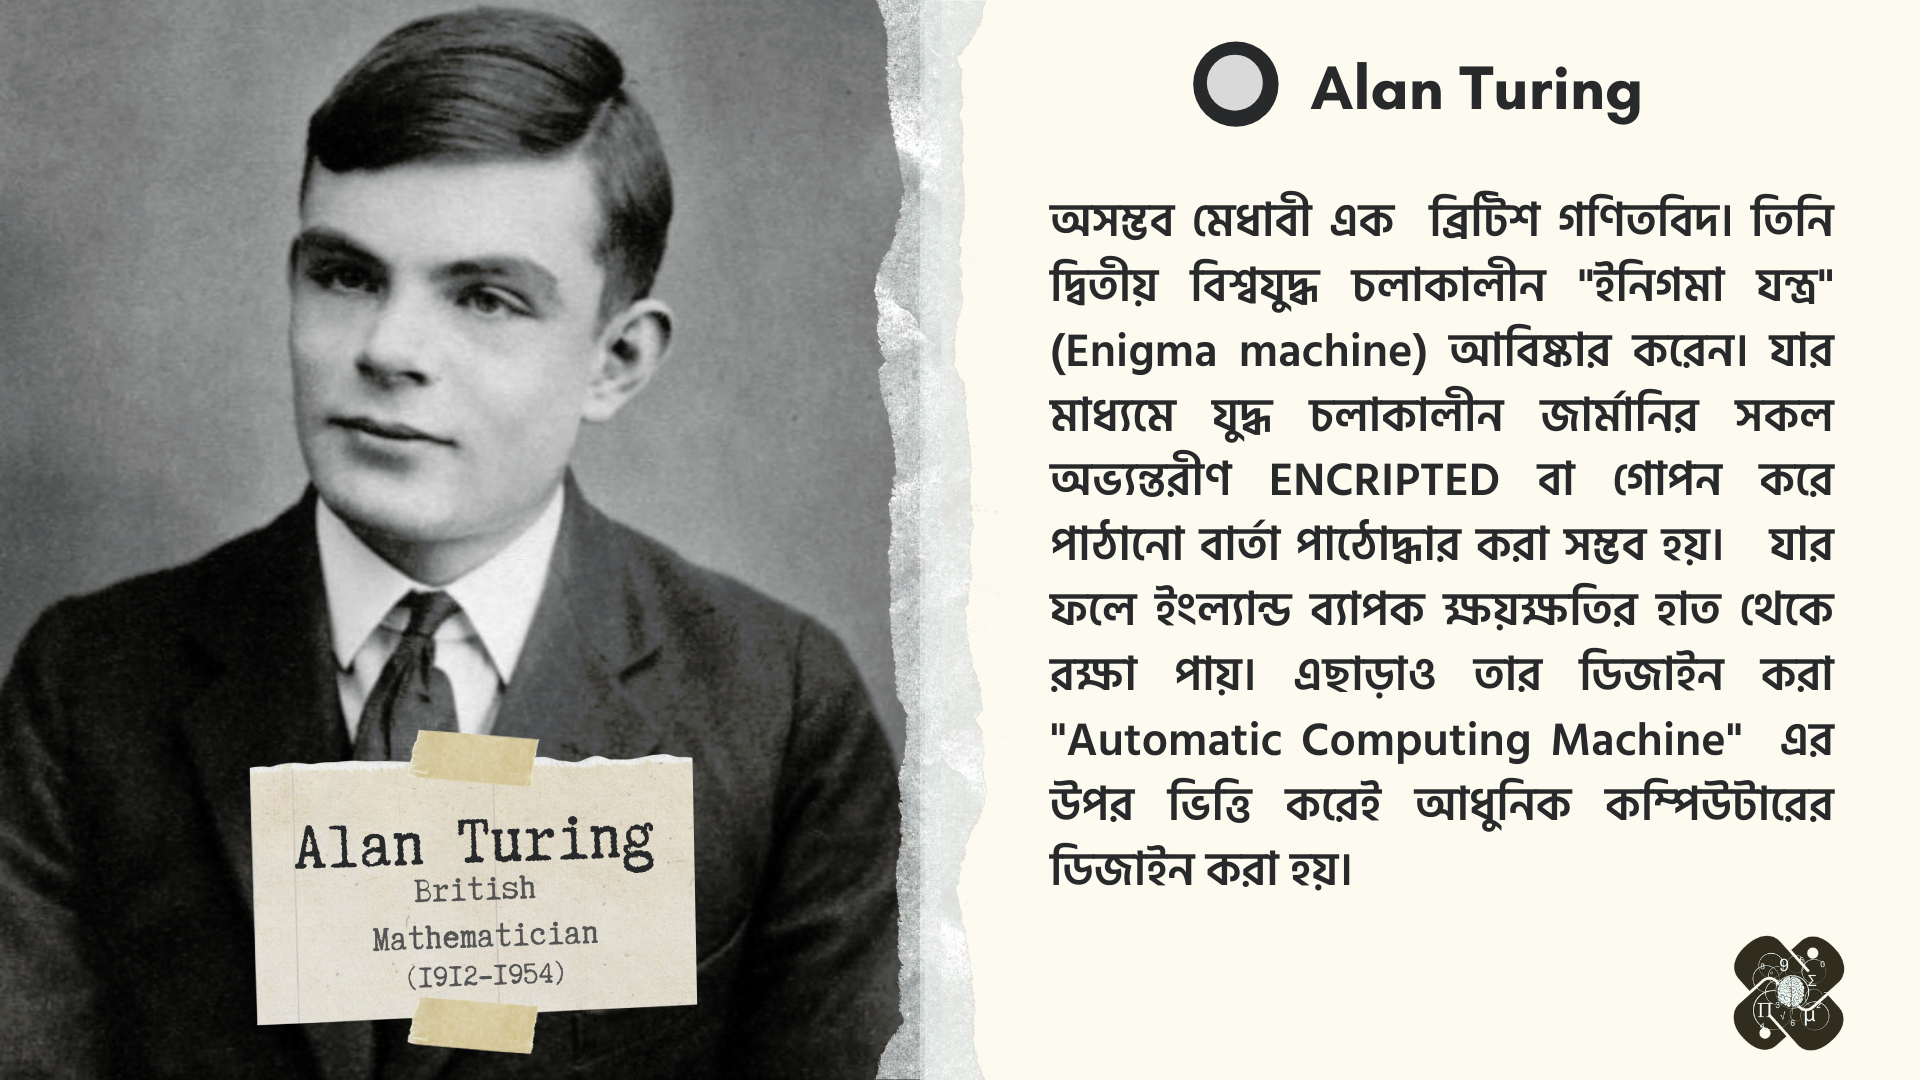 Alan Turing
অসম্ভব মেধাবী এক ব্রিটিশ গণিতবিদ। তিনি
দ্বিতীয় বিশ্বযুদ্ধ চলাকালীন "ইনিগমা যন্ত্র"
(Enigma machine) আবিষ্কার করেন। যার
মাধ্যমে যুদ্ধ চলাকালীন জার্মানির সকল
অভ্যন্তরীণ ENCRIPTED বা গোপন করে
পাঠানো বার্তা পাঠোদ্ধার করা সম্ভব হয়। যার
ফলে ইংল্যান্ড ব্যাপক ক্ষয়ক্ষতির হাত থেকে
রক্ষা পায়। এছাড়াও তার ডিজাইন করা
"Automatic Computing Machine" এর
উপর ভিত্তি করেই আধুনিক কম্পিউটারের
ডিজাইন করা হয়।
Alan Turing
British
Mathematician
(1912-1954)